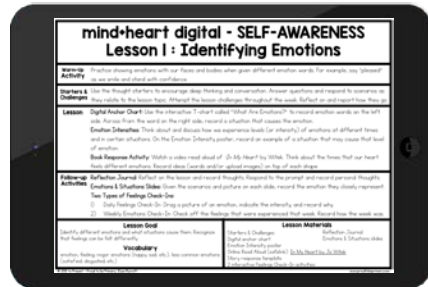 mind+heart digital - SELF-AWARENESS
Lesson 1 : Identifying Emotions
Warm-Up
Activity
Practice showing emotions with our faces and bodies when given different emotion words. For example, say "pleased"
as we smile and stand with confidence.
Starters &
Challenges
Use the thought starters to encourage deep thinking and conversation. Answer questions and respond to scenarios as
they relate to the lesson topic. Attempt the lesson challenges throughout the week. Reflect on and report how they go.
Lesson
Digital Anchor Chart: Use the interactive T-chart called "What Are Emotions?" to record emotion words on the left
side. Across from the word on the right side, record a situation that causes the emotion.
Emotion Intensities: Think about and discuss how we experience levels (or intensity) of emotions at different times
and in certain situations. On the Emotion Intensity poster, record an example of a situation that may cause that level
of emotion.
Book Response Activity: Watch a video read aloud of In My Heart by Witek. Think about the times that our heart
feels different emotions. Record ideas (words and/or upload images) on top of each shape.
Follow-up
Activities
Reflection Journal: Reflect on the lesson and record thoughts. Respond to the prompt and record personal thoughts.
Emotions & Situations Slides: Given the scenarios and picture on each slide, record the emotion they closely represent.
Two Types of Feelings Check-Ins:
1) Daily Feelings Check-In: Drag a picture of an emotion, indicate the intensity and record why.
2) Weekly Emotions Check-In: Check off the feelings that were experienced that week. Record how the week was.
Lesson Goal
Identify different emotions and what situations cause them. Recognize
that feelings can be felt differently.
Vocabulary
emotion, feeling, major emotions (happy, sad, etc.), less common emotions
(satisfied, disgusted, etc.)
Lesson Materials
Starters & Challenges
Digital anchor chart
Emotion Intensity poster
Online Read Aloud (safelink): In My Heart by Jo Witek
Story response template
2 interactive Feelings Check-In activities
Reflection Journal
Emotions & Situations slides